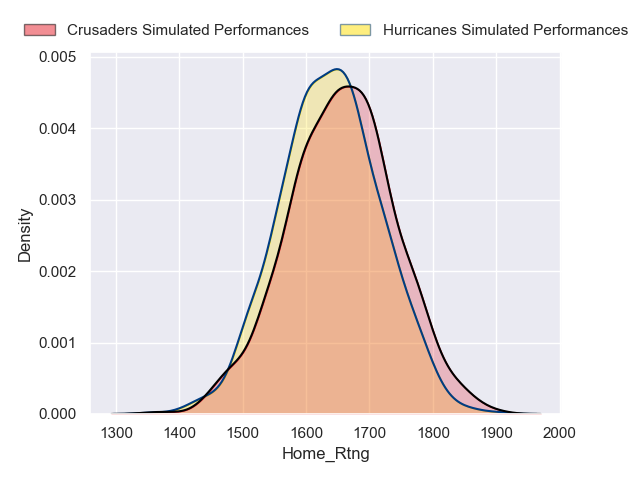 Crusaders Simulated Performances Hurricanes Simulated Performances
0.005
0.004
0.003
0.002
0.001
0.000
Density
1300 1400 1500 1600 1700 1800 1900 2000
Home_Rtng